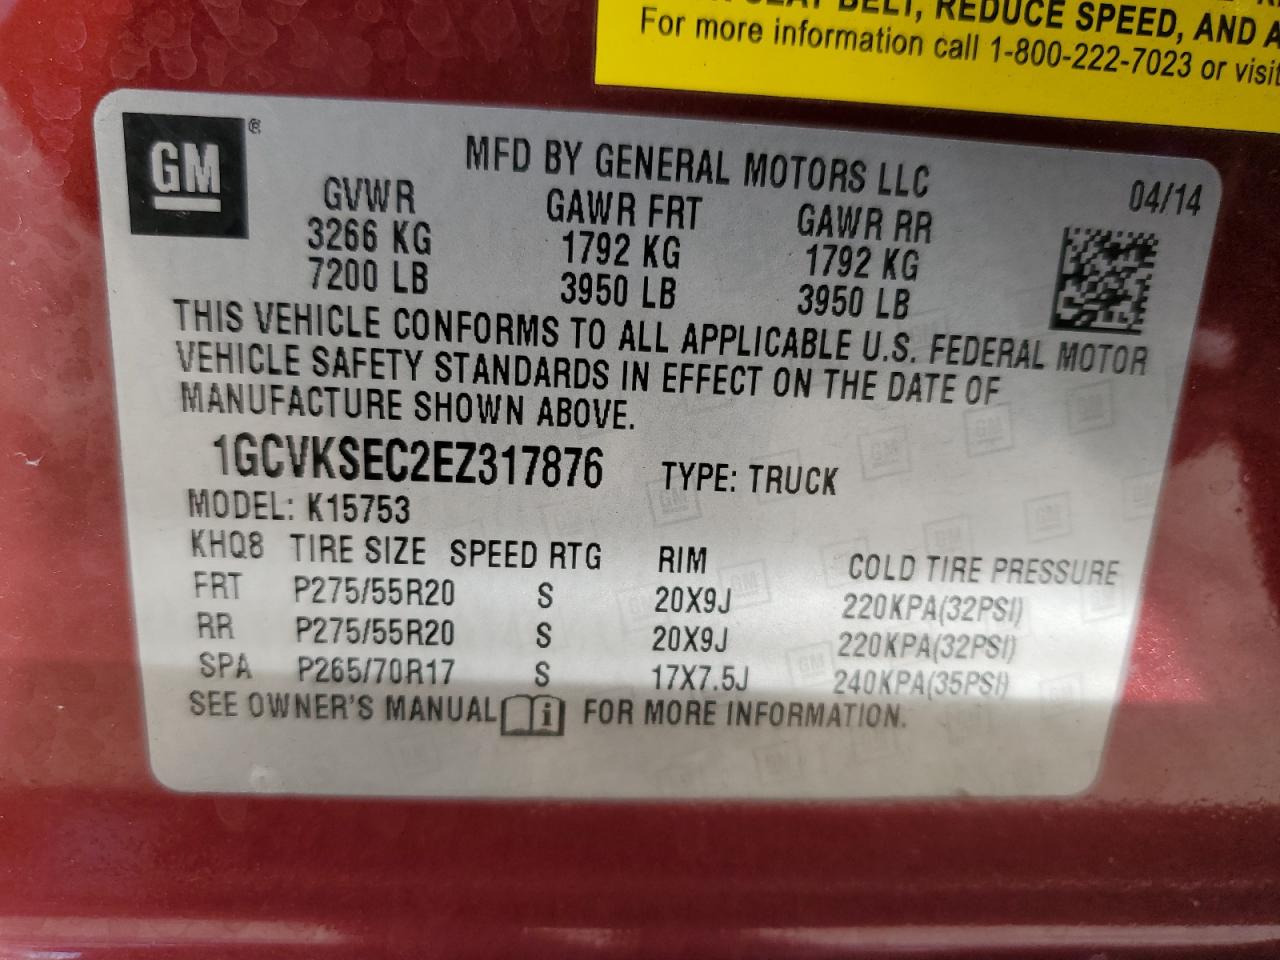 BELT, REDUCE SPEED, AND A
For more information call 1-800-222-7023 or visit
GM ®
MFD BY GENERAL MOTORS LLC
04/14
GVWR GAWR FRT GAWR RR
3266 KG 1792 KG 1792 KG
7200 LB 3950 LB 3950 LB
THIS VEHICLE CONFORMS TO ALL APPLICABLE U.S. FEDERAL MOTOR
VEHICLE SAFETY STANDARDS IN EFFECT ON THE DATE OF
MANUFACTURE SHOWN ABOVE.
1GCVKSEC2EZ317876 TYPE: TRUCK
MODEL: K15753
KHQ8 TIRE SIZE SPEED RTG RIM COLD TIRE PRESSURE
FRT P275/55R20 S 20X9J 220KPA(32PSI)
RR P275/55R20 S 20X9J 220KPA(32PSI)
SPA P265/70R17 S 17X7.5J 240KPA(35PSI)
SEE OWNER'S MANUAL i FOR MORE INFORMATION.